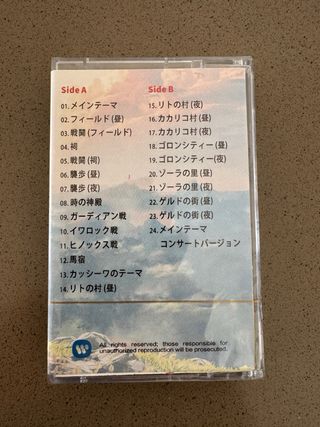 Side A
01.メインテーマ
02.フィールド(昼)
03.戦闘(フィールド)
04.祠
05.戦闘(祠)
06.襲歩(昼)
07.襲歩(夜)
08.時の神殿
09.ガーディアン戦
10.イワロック戦
11.ヒノックス戦
12.馬宿
13.カッシーワのテーマ
14.リトの村(昼)
Side B
15.リトの村(夜)
16.カカリコ村(昼)
17.カカリコ村(夜)
18.ゴロンシティー(昼)
19.ゴロンシティー(夜)
20.ゾーラの里(昼)
21.ゾーラの里(夜)
22.ゲルドの街(昼)
23.ゲルドの街(夜)
24.メインテーマ
コンサートバージョン
All rights reserved; those responsible for
unauthorized reproduction will be prosecuted.